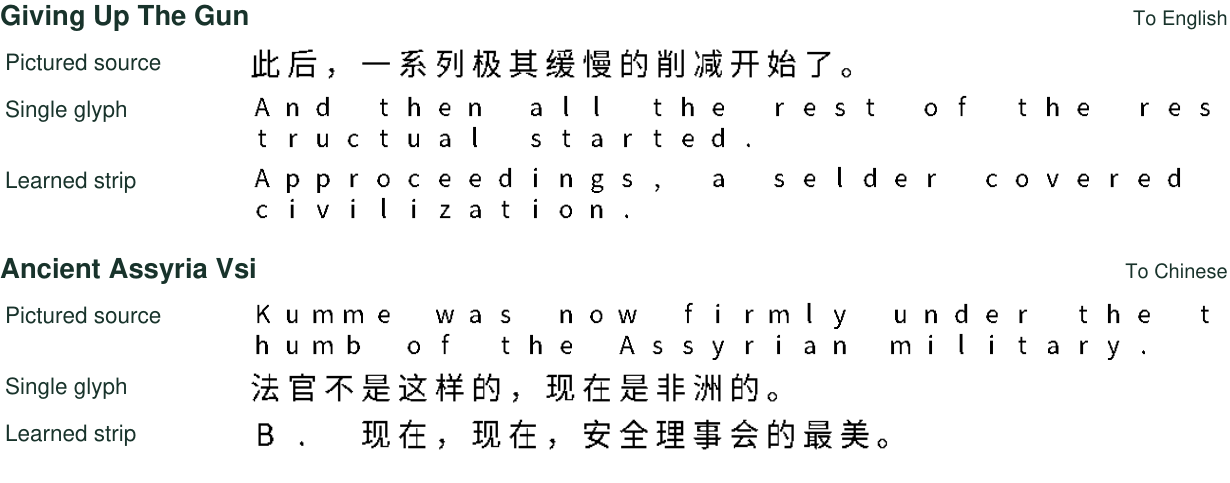 Giving Up The Gun
To English
Pictured source
此后，一系列极其缓慢的削减开始了。
Single glyph
And then all the rest of the res
tructual started.
Learned strip
Approceedings, a selder covered
civilization.
Ancient Assyria Vsi
To Chinese
Pictured source
Kumme was now firmly under the t
humb of the Assyrian military.
Single glyph
法官不是这样的，现在是非洲的。
Learned strip
B. 现在，现在，安全理事会的最美。